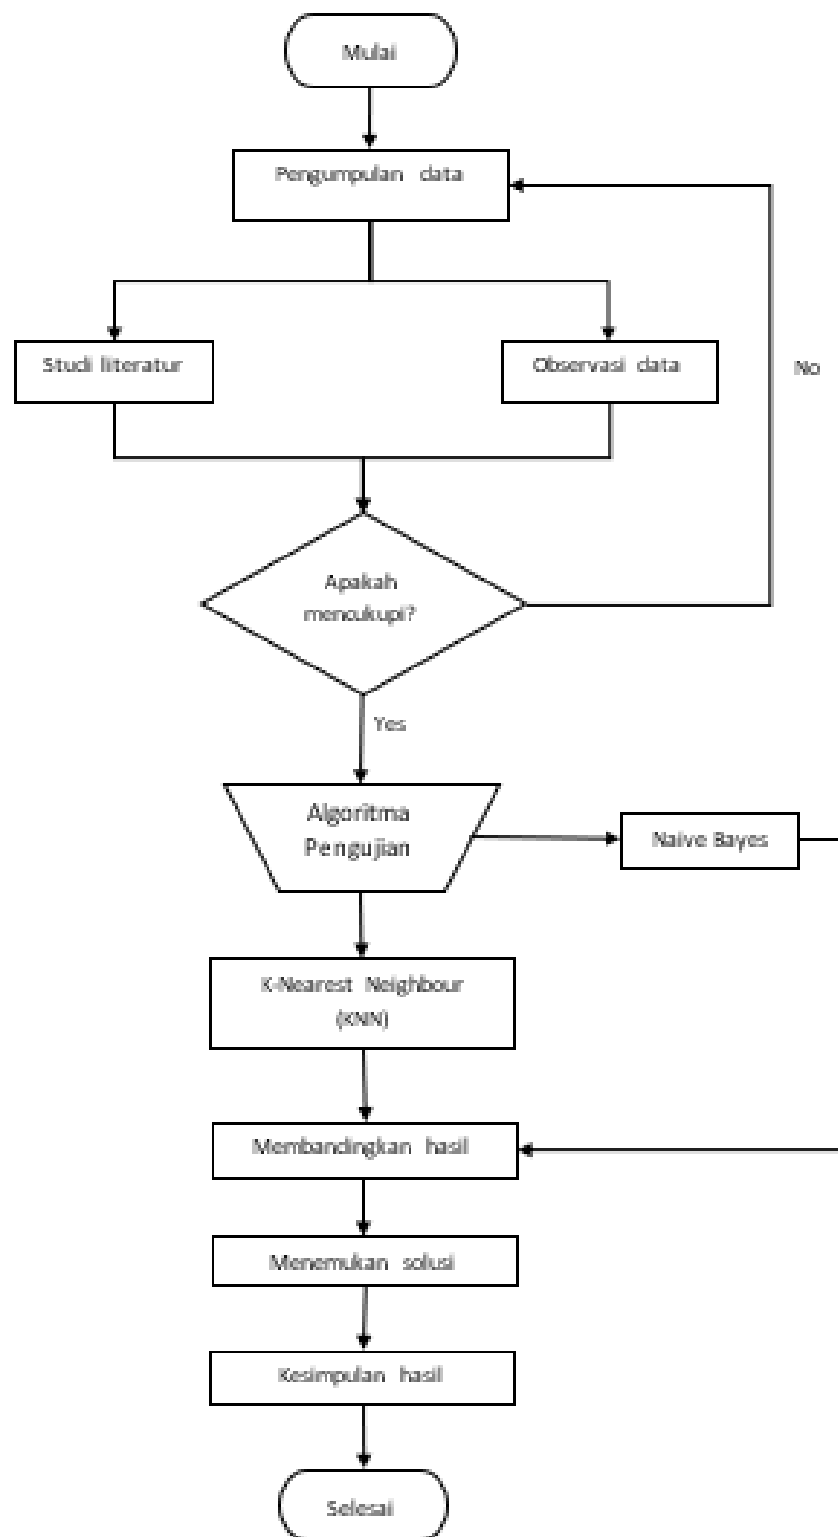 Mulai
Pengumpulan data
Studi literatur
Observasi data
No
Apakah
mencukupi?
Yes
Algoritma
Pengujian
Naive Bayes
K-Nearest Neighbour
(KNN)
Membandingkan hasil
Menemukan solusi
Kesimpulan hasil
Selesai